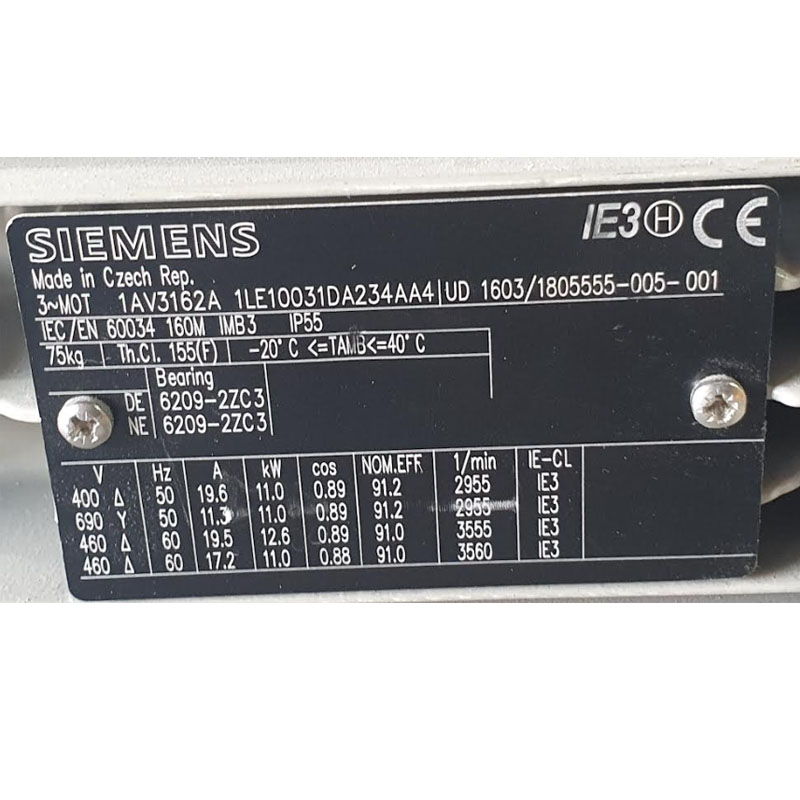 SIEMENS IE3 H CE
Made in Czech Rep.
3~MOT 1AV3162A 1LE10031DA234AA4 UD 1603/1805555-005-001
IEC/EN 60034 160M IMB3 IP55
75kg Th.Cl. 155(F) -20°C <=TAMB<=40°C
Bearing
DE 6209-2ZC3
NE 6209-2ZC3
V Hz A kW cos NOM.EFF 1/min IE-CL
400 Δ 50 19.6 11.0 0.89 91.2 2955 IE3
690 Y 50 11.3 11.0 0.89 91.2 2955 IE3
460 Δ 60 19.5 12.6 0.89 91.0 3555 IE3
460 Δ 60 17.2 11.0 0.88 91.0 3560 IE3